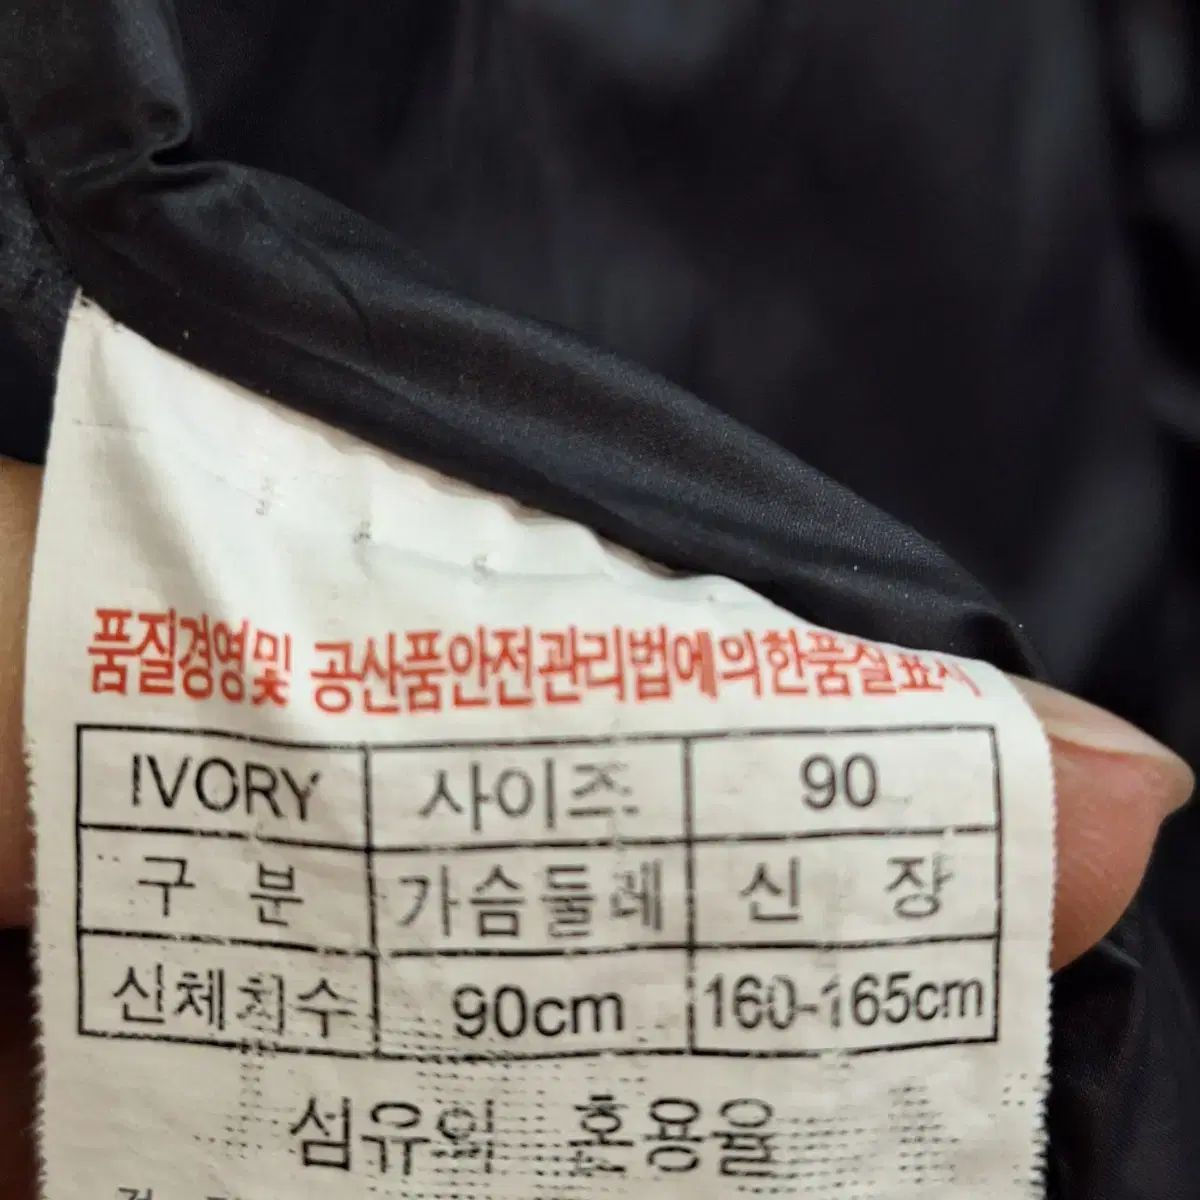 품질경영및 공산품안전관리법에의한품질표시
IVORY 사이즈 90
구 분 가슴둘레 신 장
신체치수 90cm 160-165cm
섬유의 혼용율